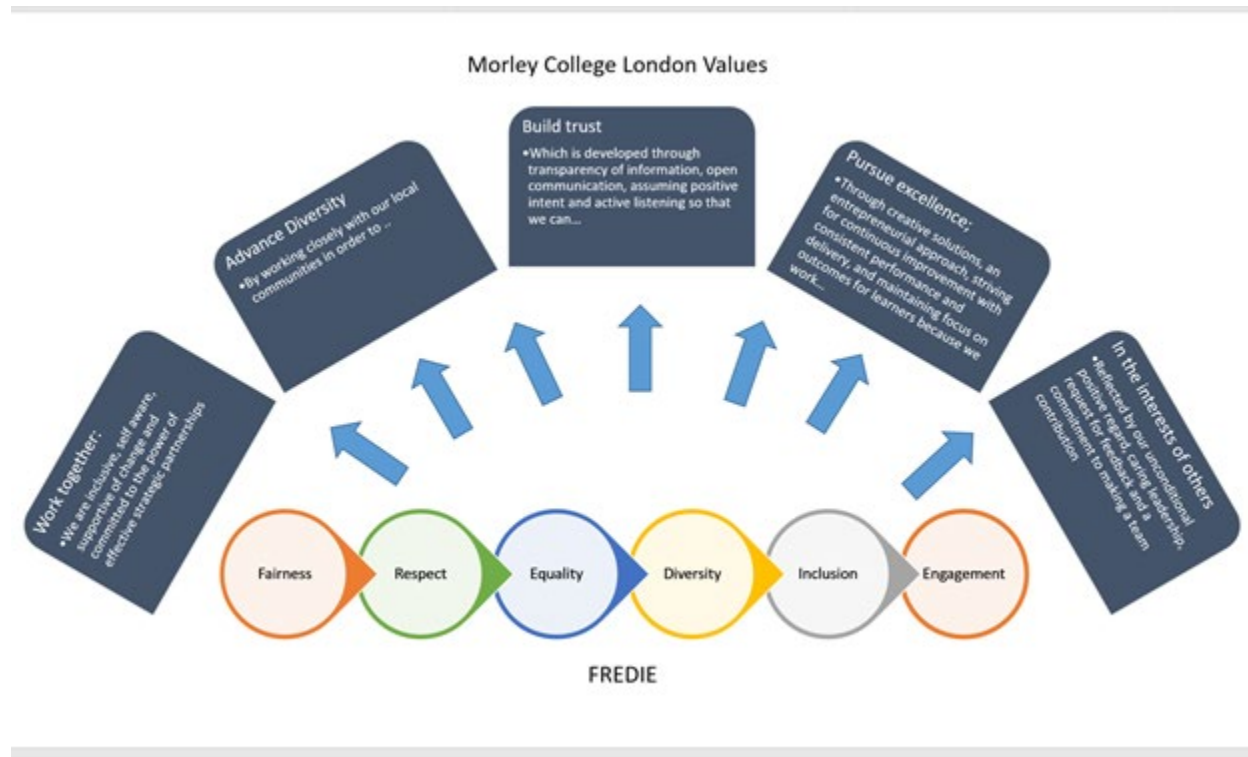 Morley College London Values
Work together:
•We are inclusive, self aware,
supportive of change and
committed to the power of
effective strategic partnerships
Advance Diversity
•By working closely with our local
communities in order to ..
Build trust
•Which is developed through
transparency of information, open
communication, assuming positive
intent and active listening so that
we can...
Pursue excellence;
•Through creative solutions, an
entrepreneurial approach, striving
for continuous improvement with
consistent performance and
delivery, and maintaining focus on
outcomes for learners because we
work...
In the interests of others
•Reflected by our unconditional
positive regard, caring leadership,
request for feedback and a
commitment to making a team
contribution
Fairness
Respect
Equality
Diversity
Inclusion
Engagement
FREDIE